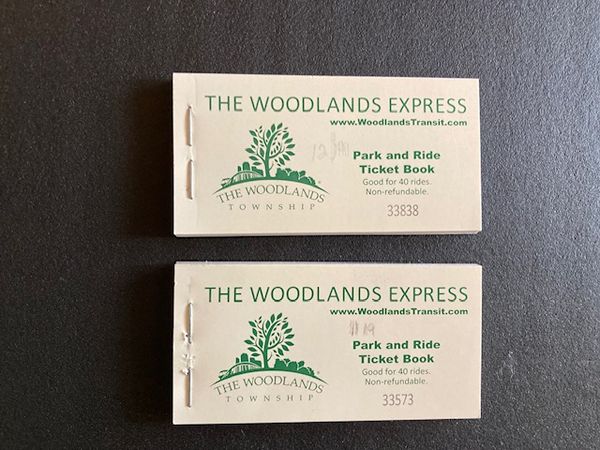 THE WOODLANDS EXPRESS
www.WoodlandsTransit.com
Park and Ride
Ticket Book
Good for 40 rides.
Non-refundable.
33838
THE WOODLANDS
TOWNSHIP
THE WOODLANDS EXPRESS
www.WoodlandsTransit.com
Park and Ride
Ticket Book
Good for 40 rides.
Non-refundable.
33573
THE WOODLANDS
TOWNSHIP